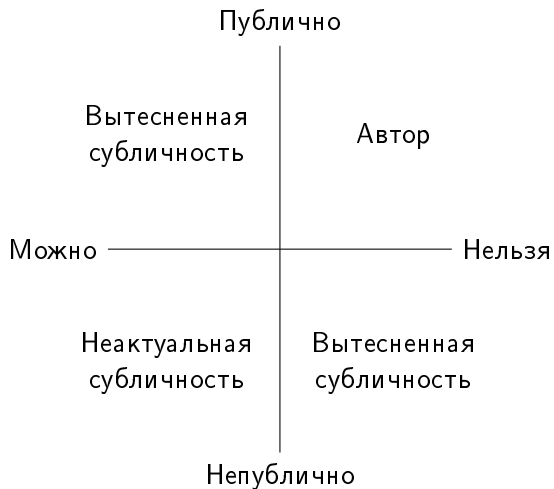 Публично
Вытесненная
субличность
Автор
Можно
Нельзя
Неактуальная
субличность
Вытесненная
субличность
Непублично